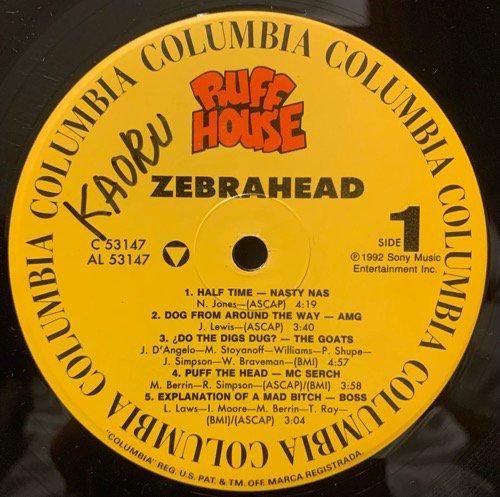 COLUMBIA COLUMBIA COLUMBIA COLUMBIA COLUMBIA COLUMBIA COLUMBIA
RUFF
HOUSE
KAORU
ZEBRAHEAD
C 53147
AL 53147
SIDE 1
℗ 1992 Sony Music
Entertainment Inc.
1. HALF TIME — NASTY NAS
N. Jones—(ASCAP) 4:19
2. DOG FROM AROUND THE WAY — AMG
J. Lewis—(ASCAP) 3:40
3. ¿DO THE DIGS DUG? — THE GOATS
J. D'Angelo—M. Stoyanoff—Williams—P. Shupe—
J. Simpson—W. Braveman—(BMI) 4:57
4. PUFF THE HEAD — MC SERCH
M. Berrin—R. Simpson—(ASCAP)/(BMI) 3:58
5. EXPLANATION OF A MAD BITCH — BOSS
L. Laws—I. Moore—M. Berrin—T. Ray—
(BMI)/(ASCAP) 3:04
"COLUMBIA" REG. U.S. PAT. & TM. OFF. MARCA REGISTRADA.